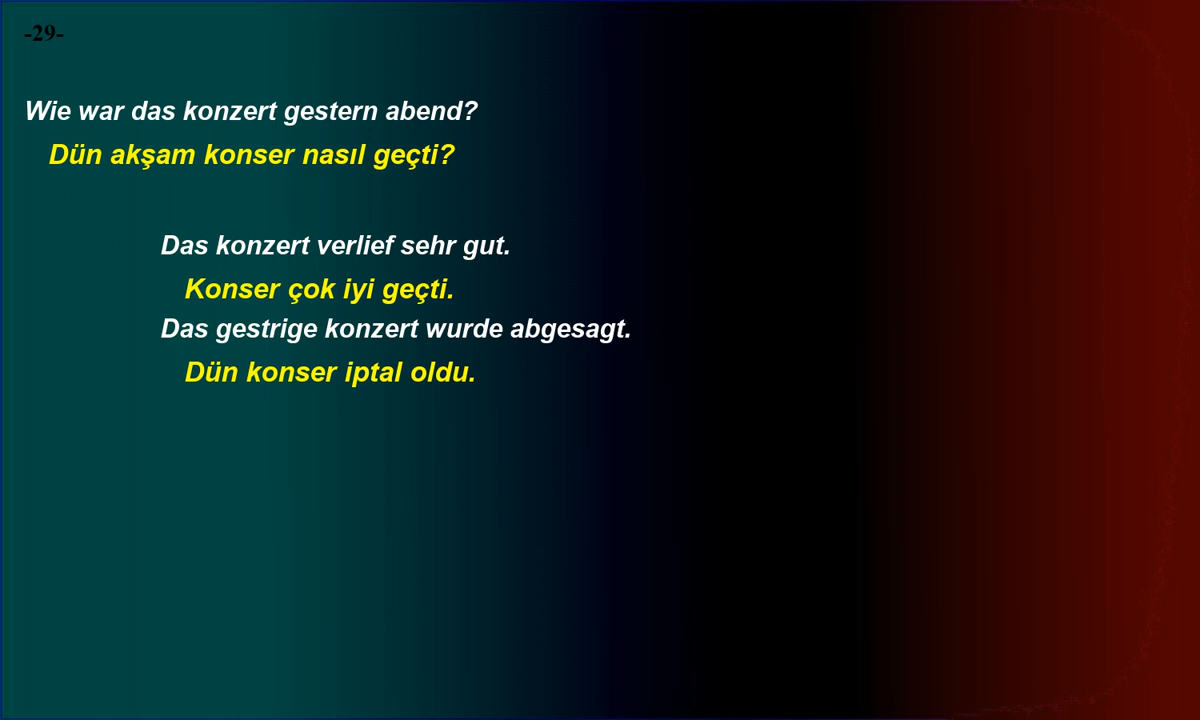 -29-
Wie war das konzert gestern abend?
Dün akşam konser nasıl geçti?
Das konzert verlief sehr gut.
Konser çok iyi geçti.
Das gestrige konzert wurde abgesagt.
Dün konser iptal oldu.